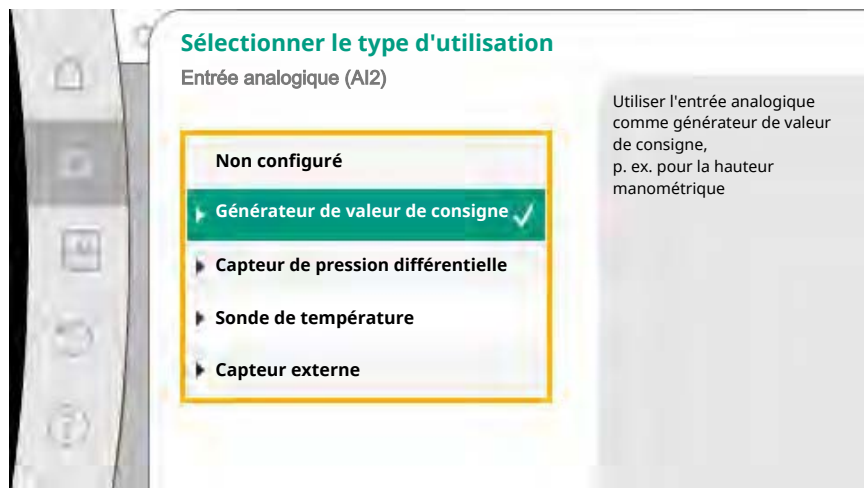 Sélectionner le type d'utilisation
Entrée analogique (AI2)
Non configuré
Générateur de valeur de consigne
Capteur de pression différentielle
Sonde de température
Capteur externe
Utiliser l'entrée analogique
comme générateur de valeur
de consigne,
p. ex. pour la hauteur
manométrique